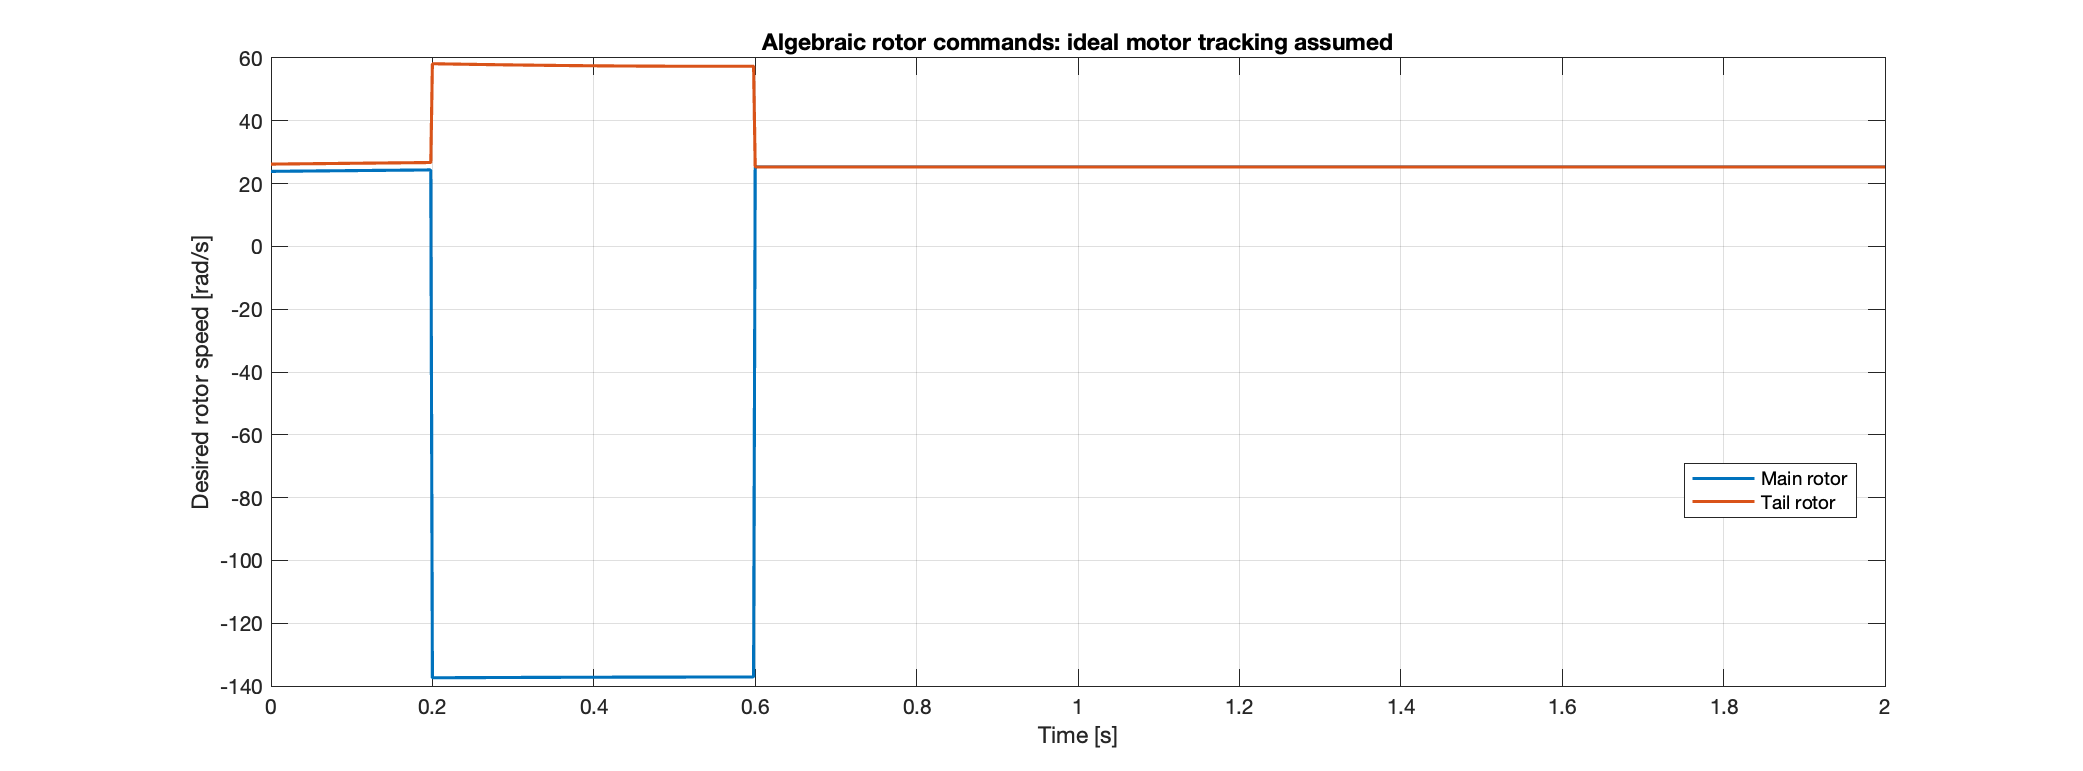 Algebraic rotor commands: ideal motor tracking assumed
60
40
20
0
-20
-40
-60
-80
-100
-120
-140
Desired rotor speed [rad/s]
Main rotor
Tail rotor
0 0.2 0.4 0.6 0.8 1 1.2 1.4 1.6 1.8 2
Time [s]